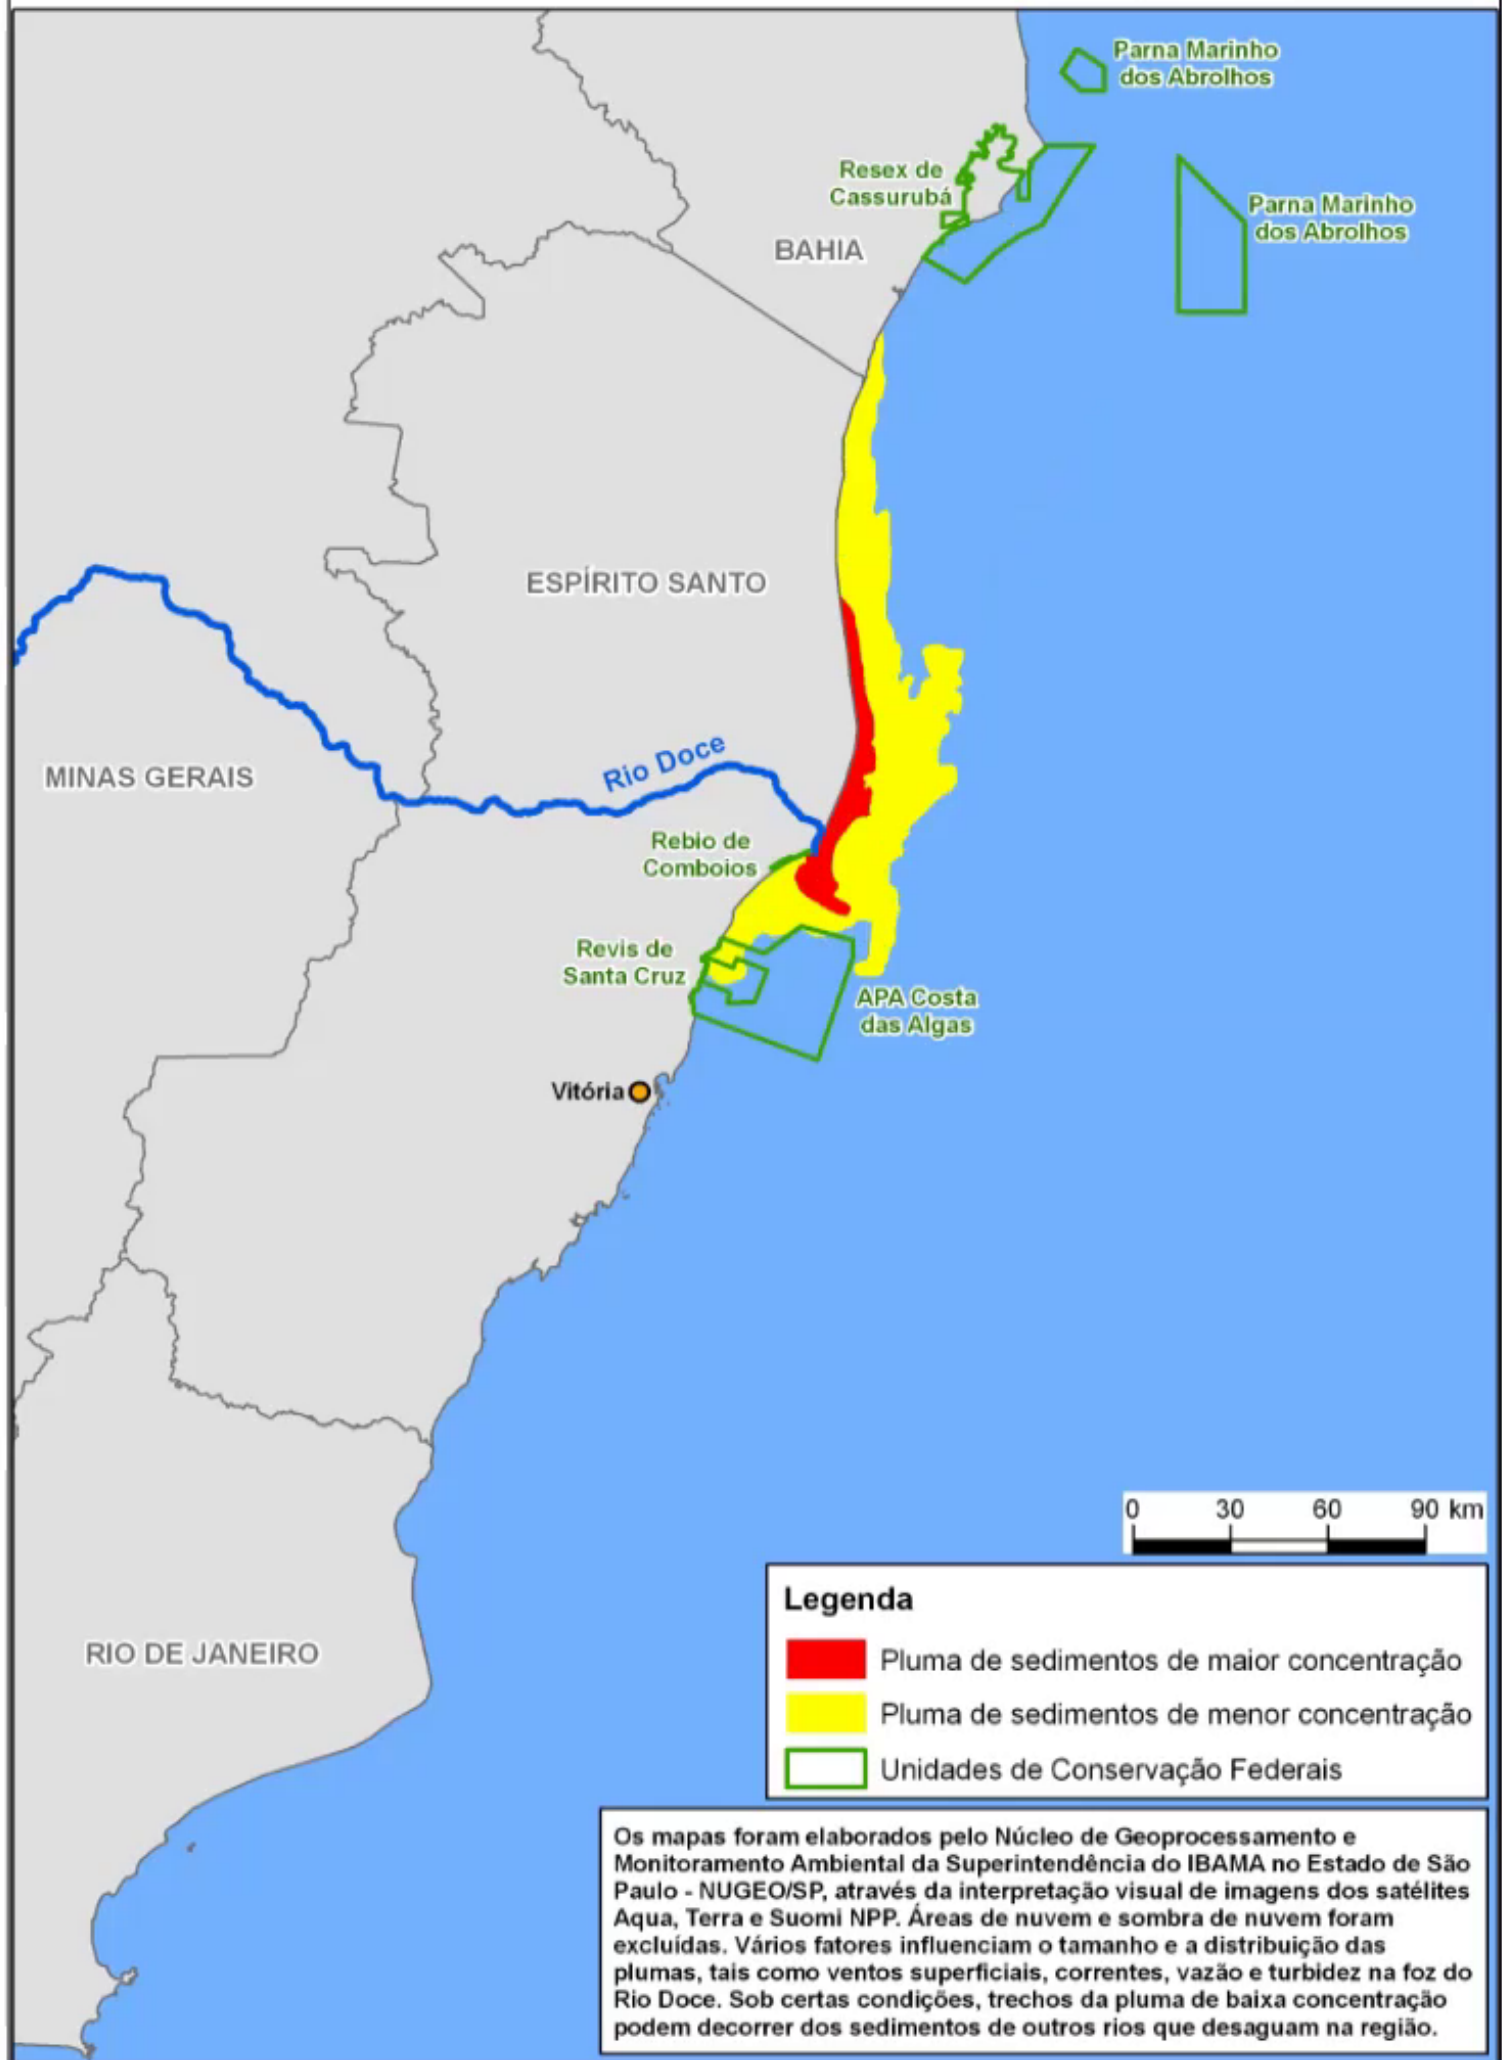 Parna Marinho
dos Abrolhos
Resex de
Cassurubá
Parna Marinho
dos Abrolhos
BAHIA
ESPÍRITO SANTO
Rio Doce
MINAS GERAIS
Rebio de
Comboios
Revis de
Santa Cruz
APA Costa
das Algas
Vitória
0 30 60 90 km
Legenda
Pluma de sedimentos de maior concentração
Pluma de sedimentos de menor concentração
Unidades de Conservação Federais
RIO DE JANEIRO
Os mapas foram elaborados pelo Núcleo de Geoprocessamento e
Monitoramento Ambiental da Superintendência do IBAMA no Estado de São
Paulo - NUGEO/SP, através da interpretação visual de imagens dos satélites
Aqua, Terra e Suomi NPP. Áreas de nuvem e sombra de nuvem foram
excluídas. Vários fatores influenciam o tamanho e a distribuição das
plumas, tais como ventos superficiais, correntes, vazão e turbidez na foz do
Rio Doce. Sob certas condições, trechos da pluma de baixa concentração
podem decorrer dos sedimentos de outros rios que desaguam na região.